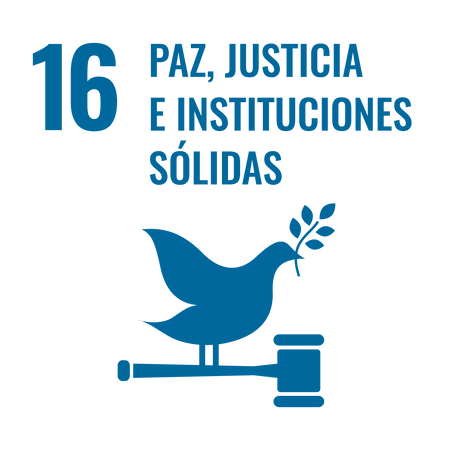 16
PAZ, JUSTICIA
E INSTITUCIONES
SÓLIDAS